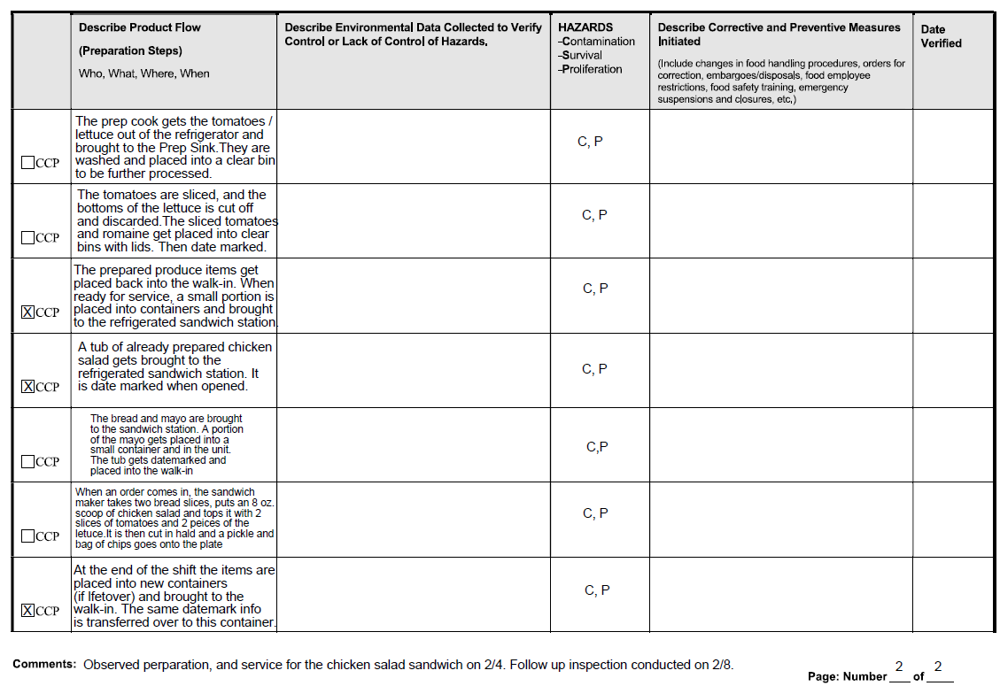 Describe Product Flow
(Preparation Steps)
Who, What, Where, When
Describe Environmental Data Collected to Verify
Control or Lack of Control of Hazards.
HAZARDS
-Contamination
-Survival
-Proliferation
Describe Corrective and Preventive Measures
Initiated
(Include changes in food handling procedures, orders for
correction, embargoes/disposals, food employee
restrictions, food safety training, emergency
suspensions and closures, etc.)
Date
Verified
CCP
The prep cook gets the tomatoes /
lettuce out of the refrigerator and
brought to the Prep Sink.They are
washed and placed into a clear bin
to be further processed.
C, P
CCP
The tomatoes are sliced, and the
bottoms of the lettuce is cut off
and discarded.The sliced tomatoes
and romaine get placed into clear
bins with lids. Then date marked.
C, P
X CCP
The prepared produce items get
placed back into the walk-in. When
ready for service, a small portion is
placed into containers and brought
to the refrigerated sandwich station.
C, P
X CCP
A tub of already prepared chicken
salad gets brought to the
refrigerated sandwich station. It
is date marked when opened.
C, P
CCP
The bread and mayo are brought
to the sandwich station. A portion
of the mayo gets placed into a
small container and in the unit.
The tub gets datemarked and
placed into the walk-in
C,P
CCP
When an order comes in, the sandwich
maker takes two bread slices, puts an 8 oz.
scoop of chicken salad and tops it with 2
slices of tomatoes and 2 peices of the
letuce.It is then cut in hald and a pickle and
bag of chips goes onto the plate
C, P
X CCP
At the end of the shift the items are
placed into new containers
(if lfetover) and brought to the
walk-in. The same datemark info
is transferred over to this container.
C, P
Comments: Observed perparation, and service for the chicken salad sandwich on 2/4. Follow up inspection conducted on 2/8.
Page: Number 2 of 2